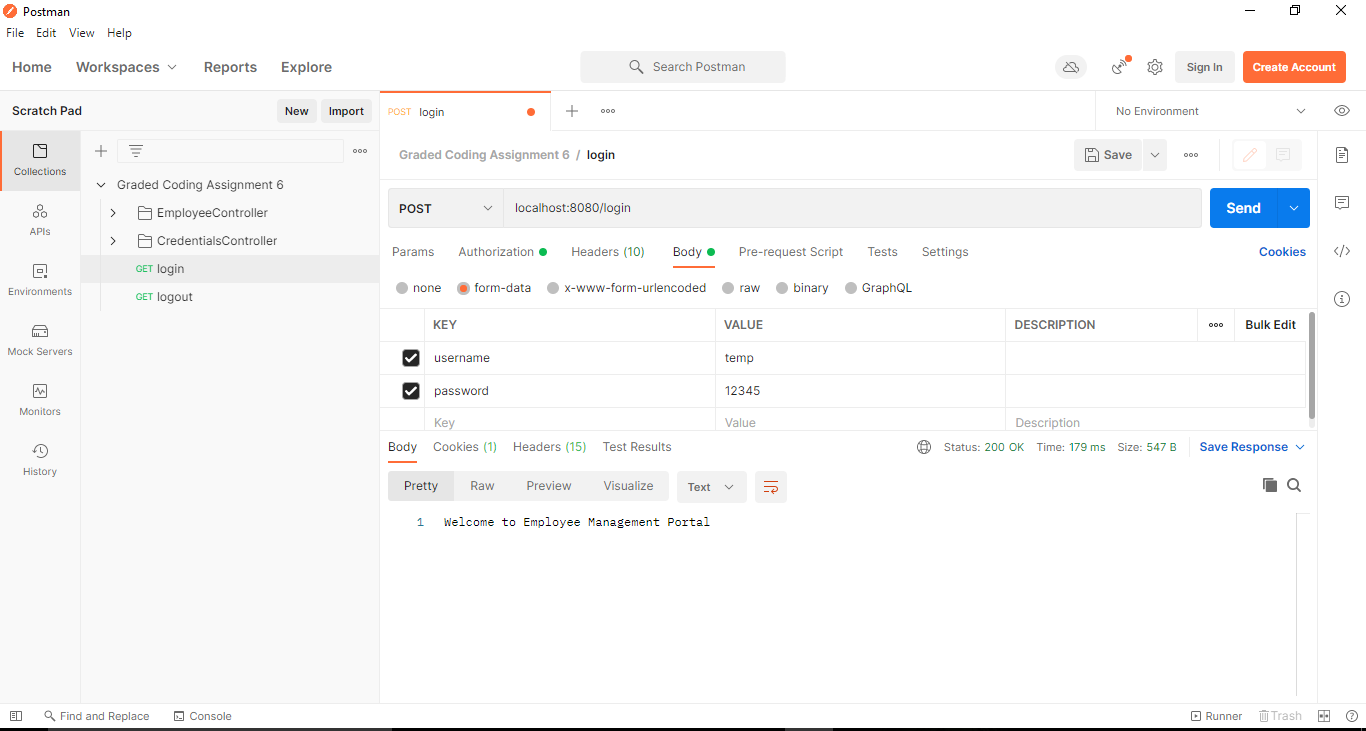 Postman
File Edit View Help
Home Workspaces Reports Explore Search Postman Sign In Create Account
Scratch Pad New Import
POST login No Environment
Collections
APIs
Environments
Mock Servers
Monitors
History
Graded Coding Assignment 6
EmployeeController
CredentialsController
GET login
GET logout
Graded Coding Assignment 6 / login Save
POST localhost:8080/login Send
Params Authorization Headers (10) Body Pre-request Script Tests Settings Cookies
none form-data x-www-form-urlencoded raw binary GraphQL
KEY VALUE DESCRIPTION Bulk Edit
username temp
password 12345
Key Value Description
Body Cookies (1) Headers (15) Test Results Status: 200 OK Time: 179 ms Size: 547 B Save Response
Pretty Raw Preview Visualize Text
1 Welcome to Employee Management Portal
Find and Replace Console Runner Trash